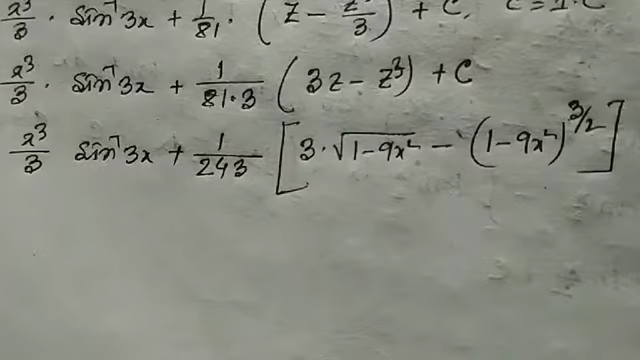 x³/3 · sin⁻¹3x + 1/81 · (z − z³/3) + C,
x³/3 · sin⁻¹3x + 1/81·3 (3z − z³) + C
x³/3 sin⁻¹3x + 1/243 [3·√1−9x² − (1−9x²)^3/2]